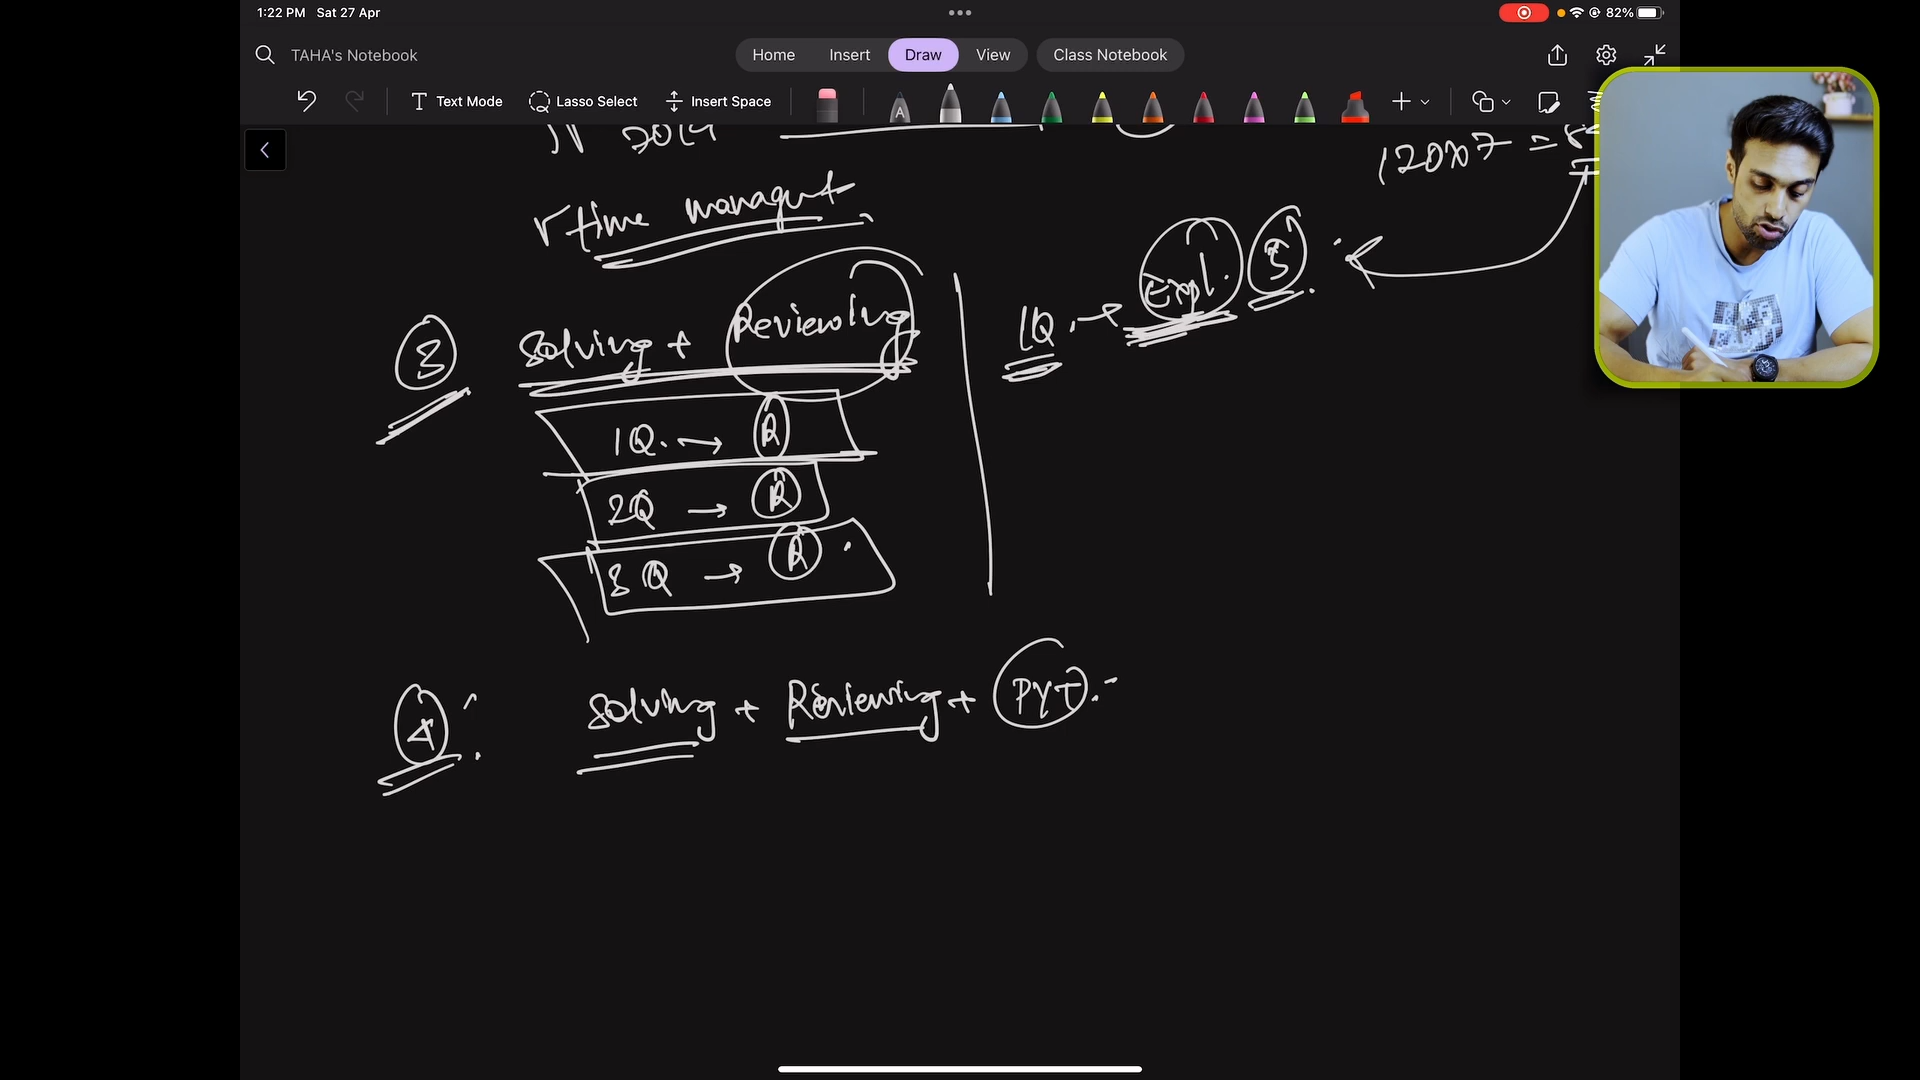 1:22 PM Sat 27 Apr
82%
TAHA's Notebook
Home Insert Draw View Class Notebook
Text Mode Lasso Select Insert Space
A
120x7 =
time managmt
3 Solving + Reviewing
1Q. → R
2Q → R
3Q → R
1Q. → Expl. 5
4 Solving + Reviewing + PYT.